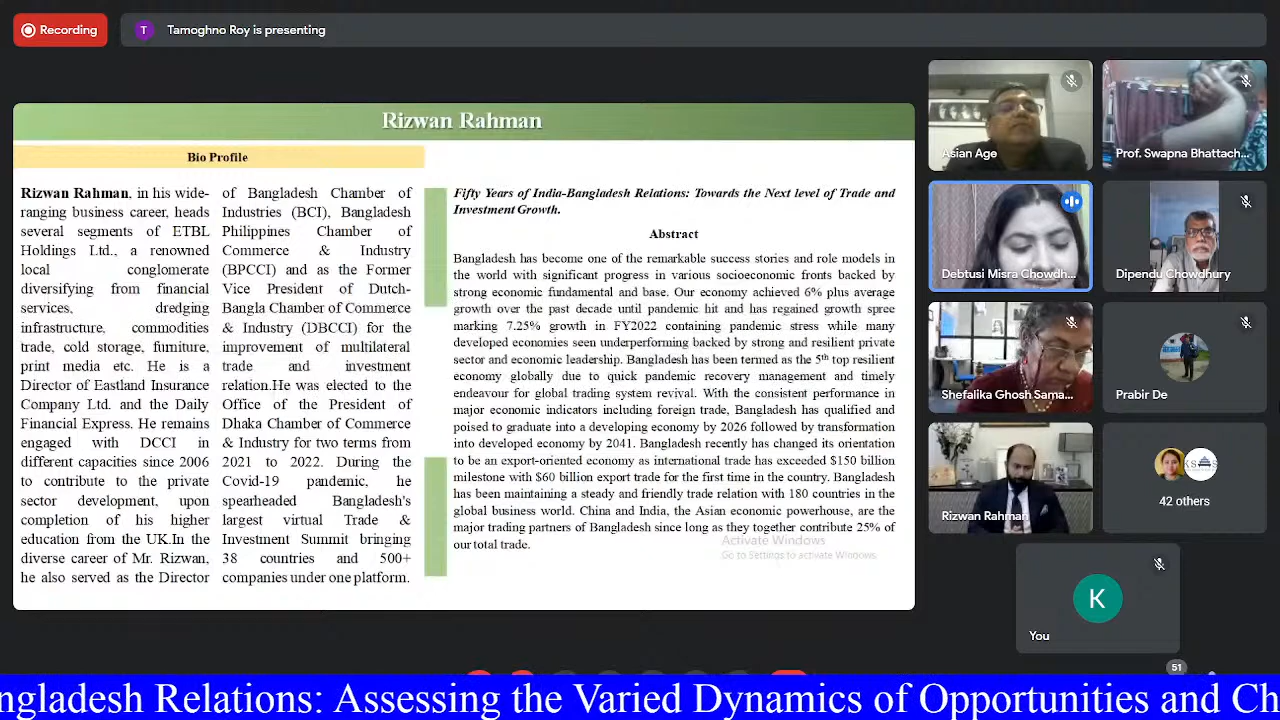 Recording
T
Tamoghno Roy is presenting
Rizwan Rahman
Bio Profile
Rizwan Rahman, in his wide-
ranging business career, heads
several segments of ETBL
Holdings Ltd., a renowned
local conglomerate
diversifying from financial
services, dredging
infrastructure, commodities
trade, cold storage, furniture,
print media etc. He is a
Director of Eastland Insurance
Company Ltd. and the Daily
Financial Express. He remains
engaged with DCCI in
different capacities since 2006
to contribute to the private
sector development, upon
completion of his higher
education from the UK.In the
diverse career of Mr. Rizwan,
he also served as the Director
of Bangladesh Chamber of
Industries (BCI), Bangladesh
Philippines Chamber of
Commerce & Industry
(BPCCI) and as the Former
Vice President of Dutch-
Bangla Chamber of Commerce
& Industry (DBCCI) for the
improvement of multilateral
trade and investment
relation.He was elected to the
Office of the President of
Dhaka Chamber of Commerce
& Industry for two terms from
2021 to 2022. During the
Covid-19 pandemic, he
spearheaded Bangladesh's
largest virtual Trade &
Investment Summit bringing
38 countries and 500+
companies under one platform.
Fifty Years of India-Bangladesh Relations: Towards the Next level of Trade and
Investment Growth.
Abstract
Bangladesh has become one of the remarkable success stories and role models in
the world with significant progress in various socioeconomic fronts backed by
strong economic fundamental and base. Our economy achieved 6% plus average
growth over the past decade until pandemic hit and has regained growth spree
marking 7.25% growth in FY2022 containing pandemic stress while many
developed economies seen underperforming backed by strong and resilient private
sector and economic leadership. Bangladesh has been termed as the 5th top resilient
economy globally due to quick pandemic recovery management and timely
endeavour for global trading system revival. With the consistent performance in
major economic indicators including foreign trade, Bangladesh has qualified and
poised to graduate into a developing economy by 2026 followed by transformation
into developed economy by 2041. Bangladesh recently has changed its orientation
to be an export-oriented economy as international trade has exceeded $150 billion
milestone with $60 billion export trade for the first time in the country. Bangladesh
has been maintaining a steady and friendly trade relation with 180 countries in the
global business world. China and India, the Asian economic powerhouse, are the
major trading partners of Bangladesh since long as they together contribute 25% of
our total trade.
Activate Windows
Go to Settings to activate Windows.
Asian Age
Prof. Swapna Bhattach...
Debtusi Misra Chowdh...
Dipendu Chowdhury
Shefalika Ghosh Sama...
Prabir De
Rizwan Rahman
42 others
K
You
51
ngladesh Relations: Assessing the Varied Dynamics of Opportunities and Ch